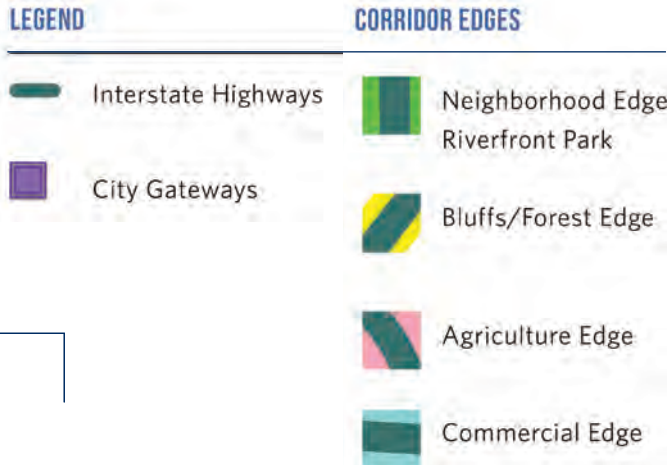 LEGEND
Interstate Highways
City Gateways
CORRIDOR EDGES
Neighborhood Edge
Riverfront Park
Bluffs/Forest Edge
Agriculture Edge
Commercial Edge